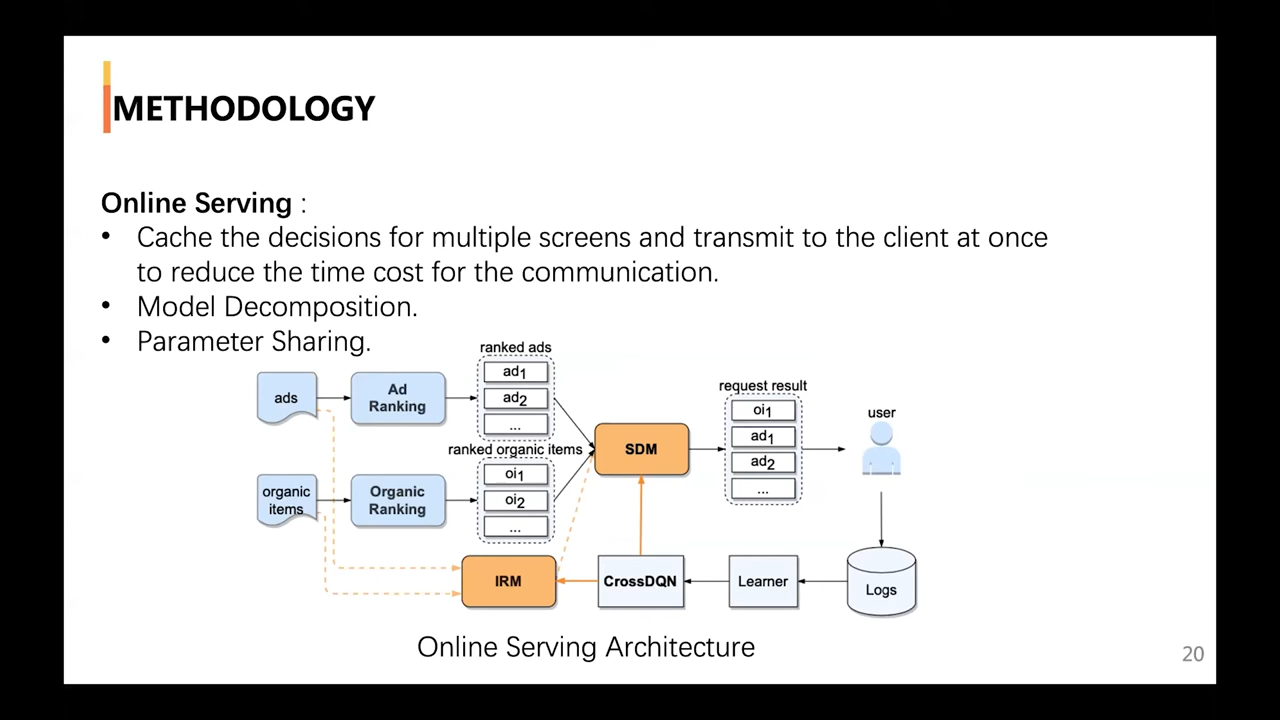 METHODOLOGY
Online Serving :
• Cache the decisions for multiple screens and transmit to the client at once
to reduce the time cost for the communication.
• Model Decomposition.
• Parameter Sharing.
ranked ads
ads
Ad
Ranking
ad1
ad2
...
ranked organic items
organic
items
Organic
Ranking
oi1
oi2
...
SDM
request result
oi1
ad1
ad2
...
user
IRM
CrossDQN
Learner
Logs
Online Serving Architecture
20